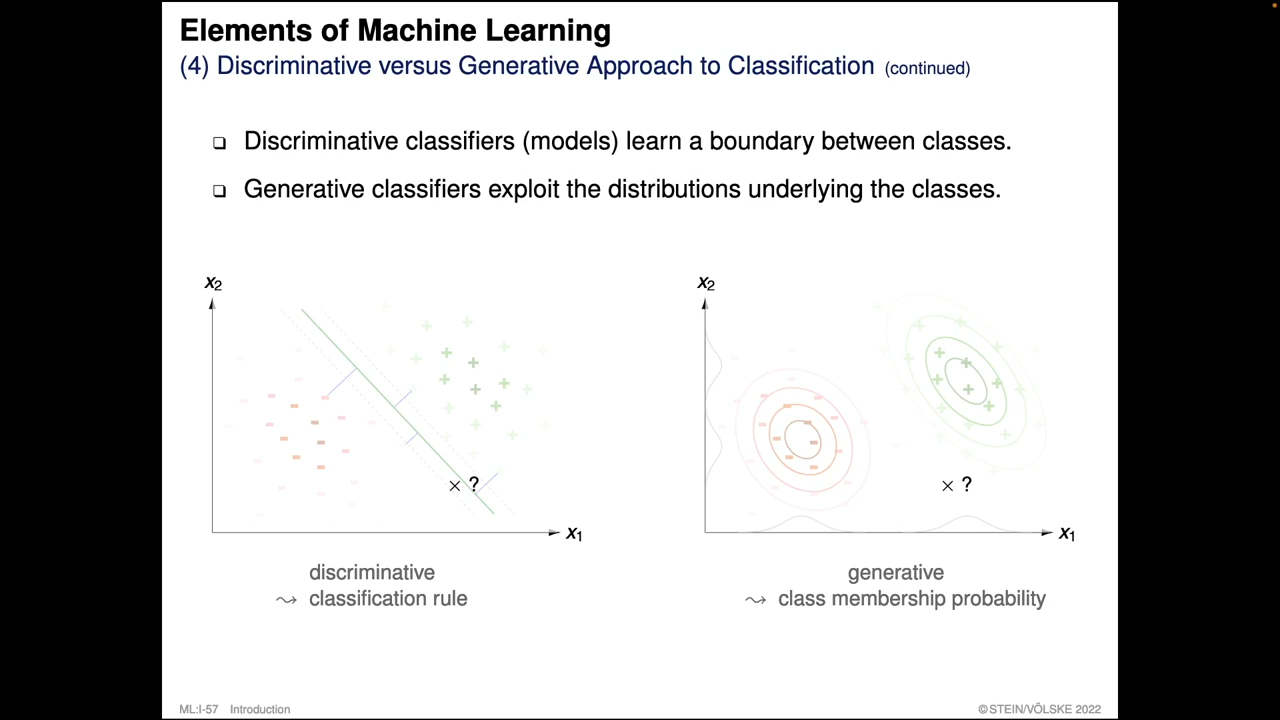 Elements of Machine Learning
(4) Discriminative versus Generative Approach to Classification (continued)
❑ Discriminative classifiers (models) learn a boundary between classes.
❑ Generative classifiers exploit the distributions underlying the classes.
x₂
× ?
x₁
discriminative
⤳ classification rule
x₂
× ?
x₁
generative
⤳ class membership probability
ML:I-57 Introduction
© STEIN/VÖLSKE 2022